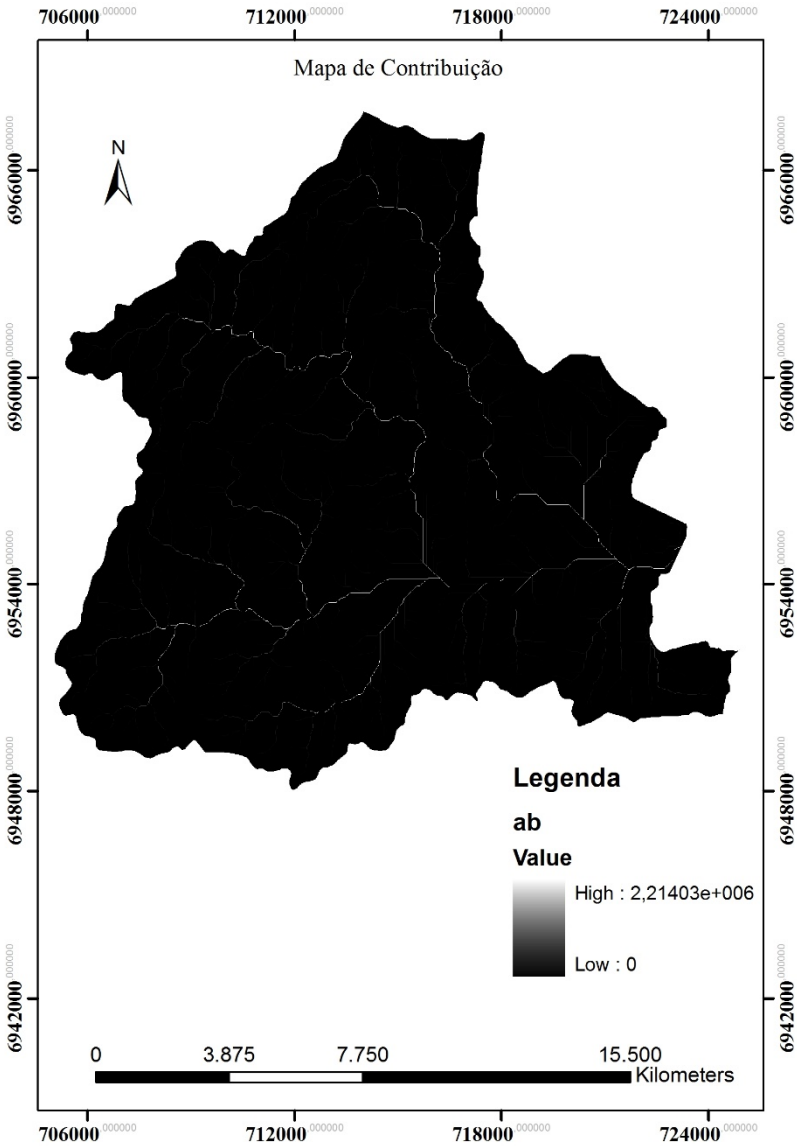 706000,000000 712000,000000 718000,000000 724000,000000
Mapa de Contribuição
N
6966000,000000 6966000,000000
6960000,000000 6960000,000000
6954000,000000 6954000,000000
6948000,000000 6948000,000000
6942000,000000 6942000,000000
Legenda
ab
Value
High : 2,21403e+006
Low : 0
0 3.875 7.750 15.500
Kilometers
706000,000000 712000,000000 718000,000000 724000,000000